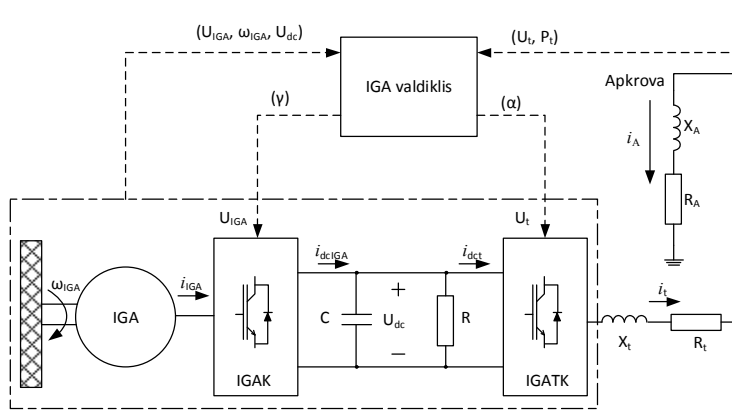 (U_IGA, ω_IGA, U_dc)
(U_t, P_t)
IGA valdiklis
Apkrova
(γ)
(α)
X_A
i_A
R_A
U_IGA
U_t
i_dcIGA
i_dct
ω_IGA
i_IGA
i_t
+
IGA
C
U_dc
R
−
X_t
R_t
IGAK
IGATK